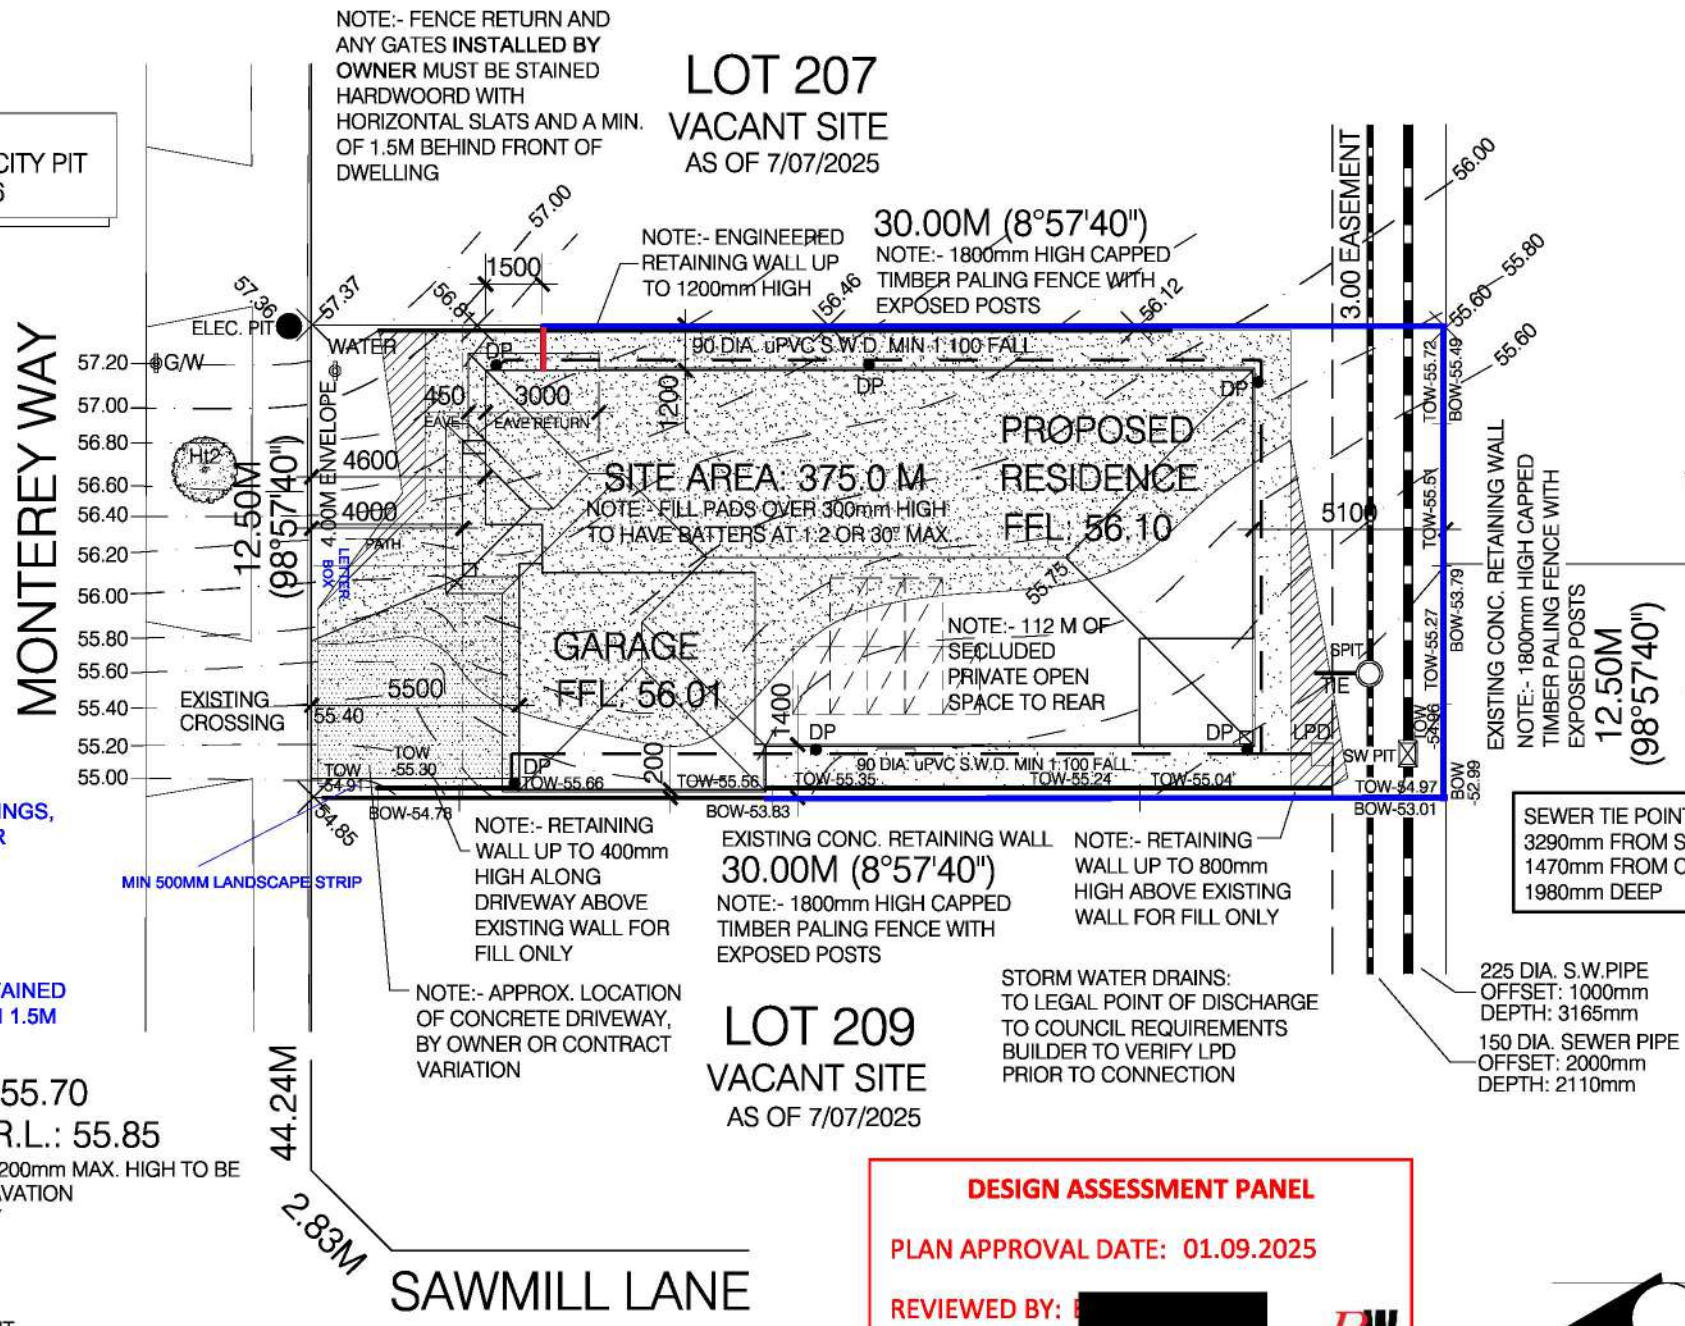 NOTE:- FENCE RETURN AND
ANY GATES INSTALLED BY
OWNER MUST BE STAINED
HARDWOORD WITH
HORIZONTAL SLATS AND A MIN.
OF 1.5M BEHIND FRONT OF
DWELLING
LOT 207
VACANT SITE
AS OF 7/07/2025
CITY PIT
6
57.00
1500
NOTE:- ENGINEERED
RETAINING WALL UP
TO 1200mm HIGH
30.00M (8°57'40")
NOTE:- 1800mm HIGH CAPPED
TIMBER PALING FENCE WITH
EXPOSED POSTS
3.00 EASEMENT
56.00
55.80
55.60
55.60
57.36
57.37
56.81
56.46
56.12
ELEC. PIT
WATER
G/W
MONTEREY WAY
57.20
57.00
56.80
56.60
56.40
56.20
56.00
55.80
55.60
55.40
55.20
55.00
Ht2
12.50M
(98°57'40")
4.00M ENVELOPE
LETTER
BOX
DP
90 DIA. uPVC S.W.D. MIN 1:100 FALL
DP
DP
450
EAVE
3000
EAVE RETURN
1200
4600
4000
PATH
SITE AREA: 375.0 M
NOTE:- FILL PADS OVER 300mm HIGH
TO HAVE BATTERS AT 1:2 OR 30° MAX.
PROPOSED
RESIDENCE
FFL: 56.10
5100
55.75
GARAGE
FFL: 56.01
NOTE:- 112 M OF
SECLUDED
PRIVATE OPEN
SPACE TO REAR
EXISTING
CROSSING
5500
55.40
1400
200
DP
DP
DP
90 DIA. uPVC S.W.D. MIN 1:100 FALL
LPD
SPIT
TIE
SW PIT
TOW-55.72
BOW-55.49
TOW-55.51
TOW-55.27
BOW-53.79
TOW
-54.96
BOW
-52.99
TOW
-54.91
TOW
-55.30
TOW-55.66
TOW-55.56
TOW-55.35
TOW-55.24
TOW-55.04
TOW-54.97
BOW-54.78
BOW-53.83
BOW-53.01
54.85
EXISTING CONC. RETAINING WALL
NOTE:- 1800mm HIGH CAPPED
TIMBER PALING FENCE WITH
EXPOSED POSTS
12.50M
(98°57'40")
INGS,
R
MIN 500MM LANDSCAPE STRIP
NOTE:- RETAINING
WALL UP TO 400mm
HIGH ALONG
DRIVEWAY ABOVE
EXISTING WALL FOR
FILL ONLY
EXISTING CONC. RETAINING WALL
30.00M (8°57'40")
NOTE:- 1800mm HIGH CAPPED
TIMBER PALING FENCE WITH
EXPOSED POSTS
NOTE:- RETAINING
WALL UP TO 800mm
HIGH ABOVE EXISTING
WALL FOR FILL ONLY
SEWER TIE POINT
3290mm FROM S
1470mm FROM
1980mm DEEP
TAINED
1.5M
NOTE:- APPROX. LOCATION
OF CONCRETE DRIVEWAY,
BY OWNER OR CONTRACT
VARIATION
LOT 209
VACANT SITE
AS OF 7/07/2025
STORM WATER DRAINS:
TO LEGAL POINT OF DISCHARGE
TO COUNCIL REQUIREMENTS
BUILDER TO VERIFY LPD
PRIOR TO CONNECTION
225 DIA. S.W.PIPE
OFFSET: 1000mm
DEPTH: 3165mm
150 DIA. SEWER PIPE
OFFSET: 2000mm
DEPTH: 2110mm
55.70
R.L.: 55.85
200mm MAX. HIGH TO BE
AVATION
44.24M
2.83M
SAWMILL LANE
DESIGN ASSESSMENT PANEL
PLAN APPROVAL DATE: 01.09.2025
REVIEWED BY: